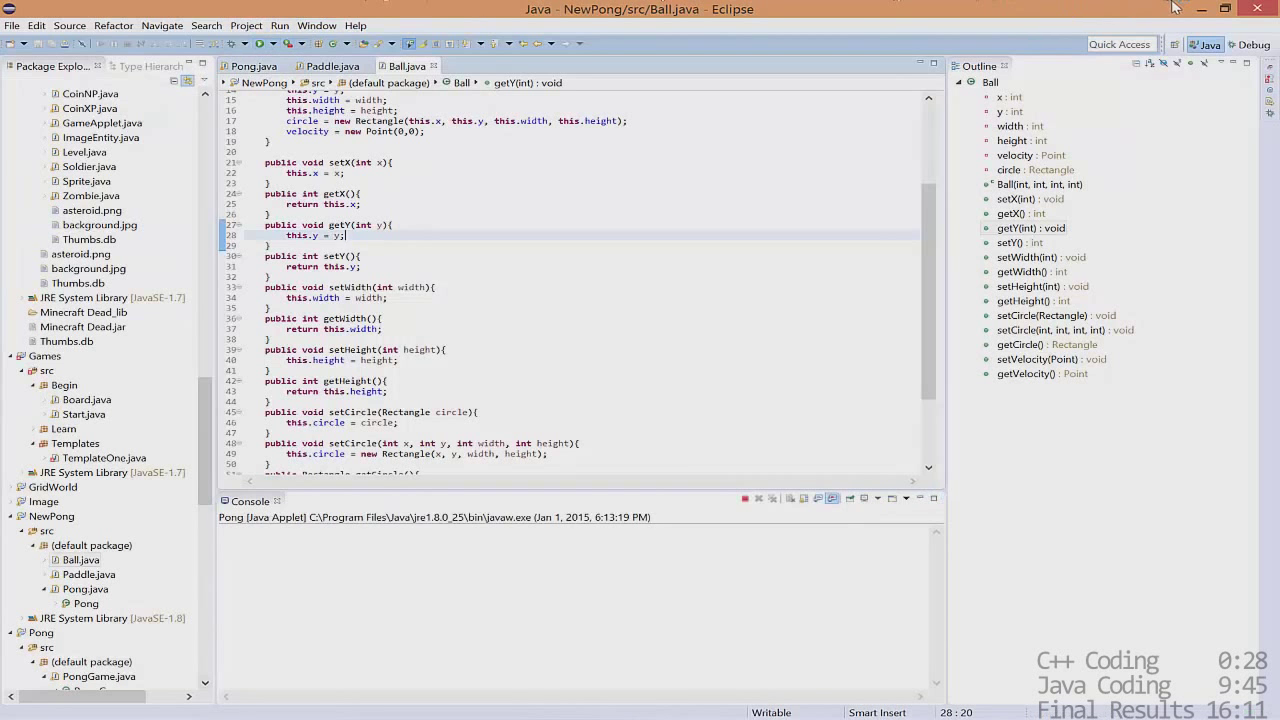 Java - NewPong/src/Ball.java - Eclipse
File Edit Source Refactor Navigate Search Project Run Window Help
Quick Access Java Debug
Package Explo... Type Hierarch
CoinNP.java
CoinXP.java
GameApplet.java
ImageEntity.java
Level.java
Soldier.java
Sprite.java
Zombie.java
asteroid.png
background.jpg
Thumbs.db
asteroid.png
background.jpg
Thumbs.db
JRE System Library [JavaSE-1.7]
Minecraft Dead_lib
Minecraft Dead.jar
Thumbs.db
Games
src
Begin
Board.java
Start.java
Learn
Templates
TemplateOne.java
JRE System Library [JavaSE-1.7]
GridWorld
Image
NewPong
src
(default package)
Ball.java
Paddle.java
Pong.java
Pong
JRE System Library [JavaSE-1.8]
Pong
src
(default package)
PongGame.java
Pong.java Paddle.java Ball.java
NewPong src (default package) Ball getY(int) : void
14 this.y = y;
15 this.width = width;
16 this.height = height;
17 circle = new Rectangle(this.x, this.y, this.width, this.height);
18 velocity = new Point(0,0);
19 }
20
21 public void setX(int x){
22 this.x = x;
23 }
24 public int getX(){
25 return this.x;
26 }
27 public void getY(int y){
28 this.y = y;
29 }
30 public int setY(){
31 return this.y;
32 }
33 public void setWidth(int width){
34 this.width = width;
35 }
36 public int getWidth(){
37 return this.width;
38 }
39 public void setHeight(int height){
40 this.height = height;
41 }
42 public int getHeight(){
43 return this.height;
44 }
45 public void setCircle(Rectangle circle){
46 this.circle = circle;
47 }
48 public void setCircle(int x, int y, int width, int height){
49 this.circle = new Rectangle(x, y, width, height);
50 }
51 public Rectangle getCircle(){
Console
Pong [Java Applet] C:\Program Files\Java\jre1.8.0_25\bin\javaw.exe (Jan 1, 2015, 6:13:19 PM)
Outline
Ball
x : int
y : int
width : int
height : int
velocity : Point
circle : Rectangle
Ball(int, int, int, int)
setX(int) : void
getX() : int
getY(int) : void
setY() : int
setWidth(int) : void
getWidth() : int
setHeight(int) : void
getHeight() : int
setCircle(Rectangle) : void
setCircle(int, int, int, int) : void
getCircle() : Rectangle
setVelocity(Point) : void
getVelocity() : Point
C++ Coding 0:28
Java Coding 9:45
Final Results 16:11
Writable Smart Insert 28 : 20